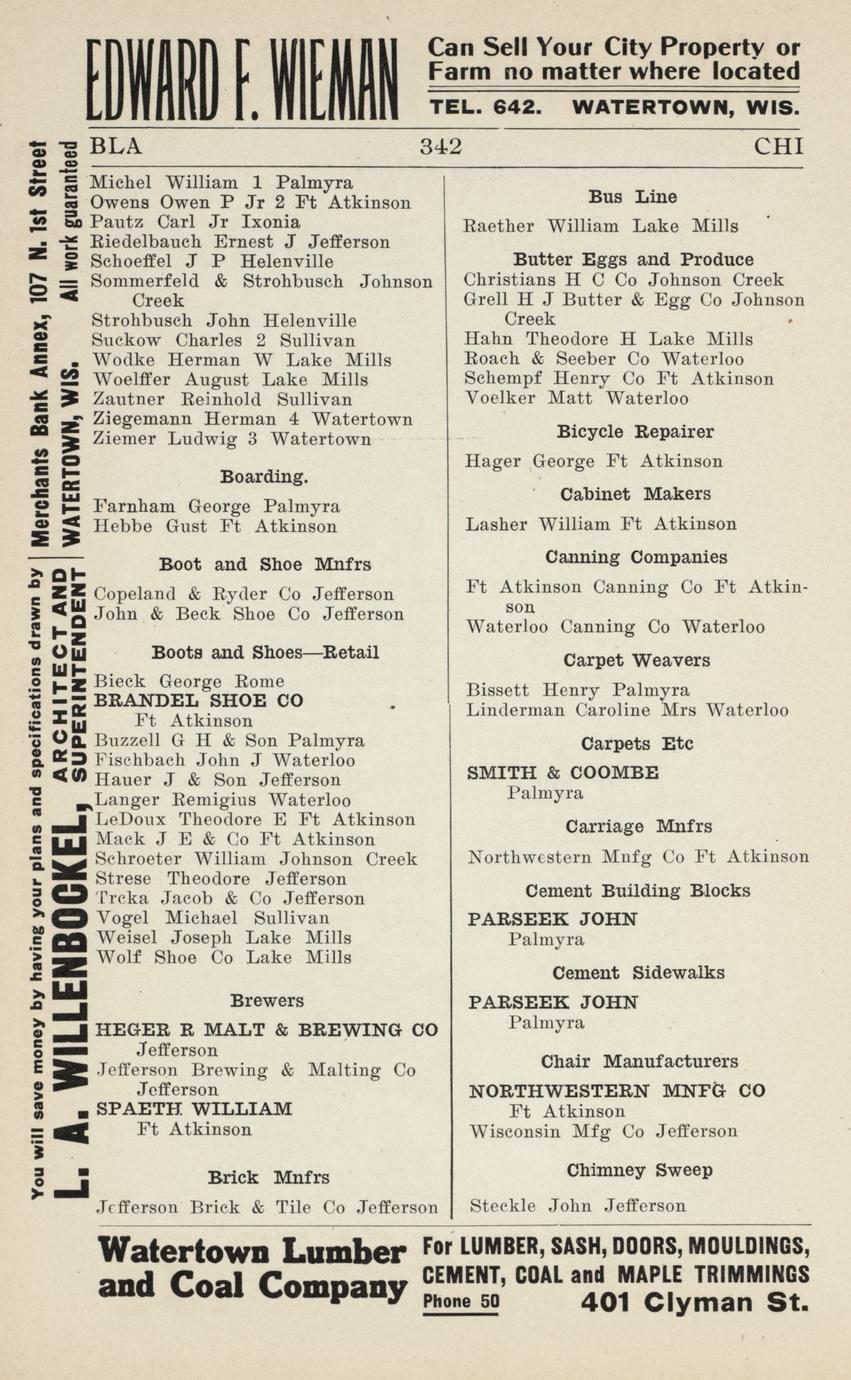 EDWARD F. WIEMAN
Can Sell Your City Property or
Farm no matter where located
TEL. 642. WATERTOWN, WIS.
BLA 342 CHI
Michel William 1 Palmyra
Owens Owen P Jr 2 Ft Atkinson
Pautz Carl Jr Ixonia
Riedelbauch Ernest J Jefferson
Schoeffel J P Helenville
Sommerfeld & Strohbusch Johnson
Creek
Strohbusch John Helenville
Suckow Charles 2 Sullivan
Wodke Herman W Lake Mills
Woelffer August Lake Mills
Zautner Reinhold Sullivan
Ziegemann Herman 4 Watertown
Ziemer Ludwig 3 Watertown
Boarding.
Farnham George Palmyra
Hebbe Gust Ft Atkinson
Boot and Shoe Mnfrs
Copeland & Ryder Co Jefferson
John & Beck Shoe Co Jefferson
Boots and Shoes—Retail
Bieck George Rome
BRANDEL SHOE CO
Ft Atkinson
Buzzell G H & Son Palmyra
Fischbach John J Waterloo
Hauer J & Son Jefferson
Langer Remigius Waterloo
LeDoux Theodore E Ft Atkinson
Mack J E & Co Ft Atkinson
Schroeter William Johnson Creek
Strese Theodore Jefferson
Trcka Jacob & Co Jefferson
Vogel Michael Sullivan
Weisel Joseph Lake Mills
Wolf Shoe Co Lake Mills
Brewers
HEGER R MALT & BREWING CO
Jefferson
Jefferson Brewing & Malting Co
Jefferson
SPAETH WILLIAM
Ft Atkinson
Brick Mnfrs
Jefferson Brick & Tile Co Jefferson
Bus Line
Raether William Lake Mills
Butter Eggs and Produce
Christians H C Co Johnson Creek
Grell H J Butter & Egg Co Johnson
Creek
Hahn Theodore H Lake Mills
Roach & Seeber Co Waterloo
Schempf Henry Co Ft Atkinson
Voelker Matt Waterloo
Bicycle Repairer
Hager George Ft Atkinson
Cabinet Makers
Lasher William Ft Atkinson
Canning Companies
Ft Atkinson Canning Co Ft Atkin-
son
Waterloo Canning Co Waterloo
Carpet Weavers
Bissett Henry Palmyra
Linderman Caroline Mrs Waterloo
Carpets Etc
SMITH & COOMBE
Palmyra
Carriage Mnfrs
Northwestern Mnfg Co Ft Atkinson
Cement Building Blocks
PARSEEK JOHN
Palmyra
Cement Sidewalks
PARSEEK JOHN
Palmyra
Chair Manufacturers
NORTHWESTERN MNFG CO
Ft Atkinson
Wisconsin Mfg Co Jefferson
Chimney Sweep
Steckle John Jefferson
You will save money by having your plans and specifications drawn by
L. A. WILLENBOCKEL,
ARCHITECT AND
SUPERINTENDENT
Merchants Bank Annex, 107 N. 1st Street
WATERTOWN, WIS. All work guaranteed
Watertown Lumber
and Coal Company
For LUMBER, SASH, DOORS, MOULDINGS,
CEMENT, COAL and MAPLE TRIMMINGS
Phone 50 401 Clyman St.